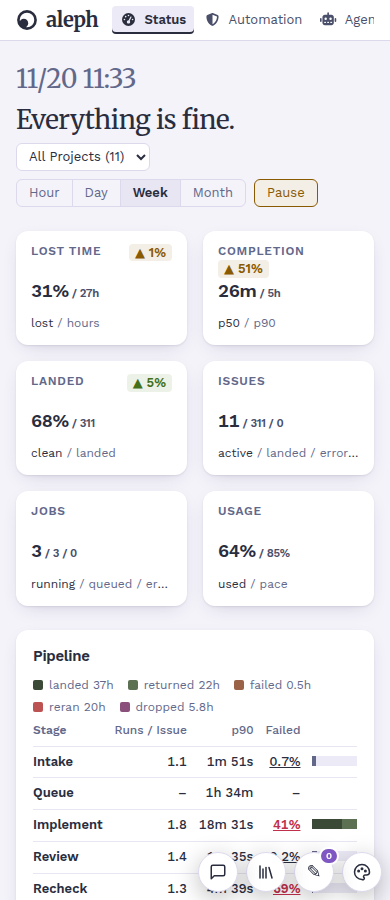 aleph Status Automation Agen
11/20 11:33
Everything is fine.
All Projects (11)
Hour Day Week Month Pause
LOST TIME ▲ 1%
31% / 27h
lost / hours
COMPLETION
▲ 51%
26m / 5h
p50 / p90
LANDED ▲ 5%
68% / 311
clean / landed
ISSUES
11 / 311 / 0
active / landed / error...
JOBS
3 / 3 / 0
running / queued / er...
USAGE
64% / 85%
used / pace
Pipeline
landed 37h returned 22h failed 0.5h
reran 20h dropped 5.8h
Stage Runs / Issue p90 Failed
Intake 1.1 1m 51s 0.7%
Queue – 1h 34m –
Implement 1.8 18m 31s 41%
Review 1.4 35s 2%
0
Recheck 1.3 39s 59%